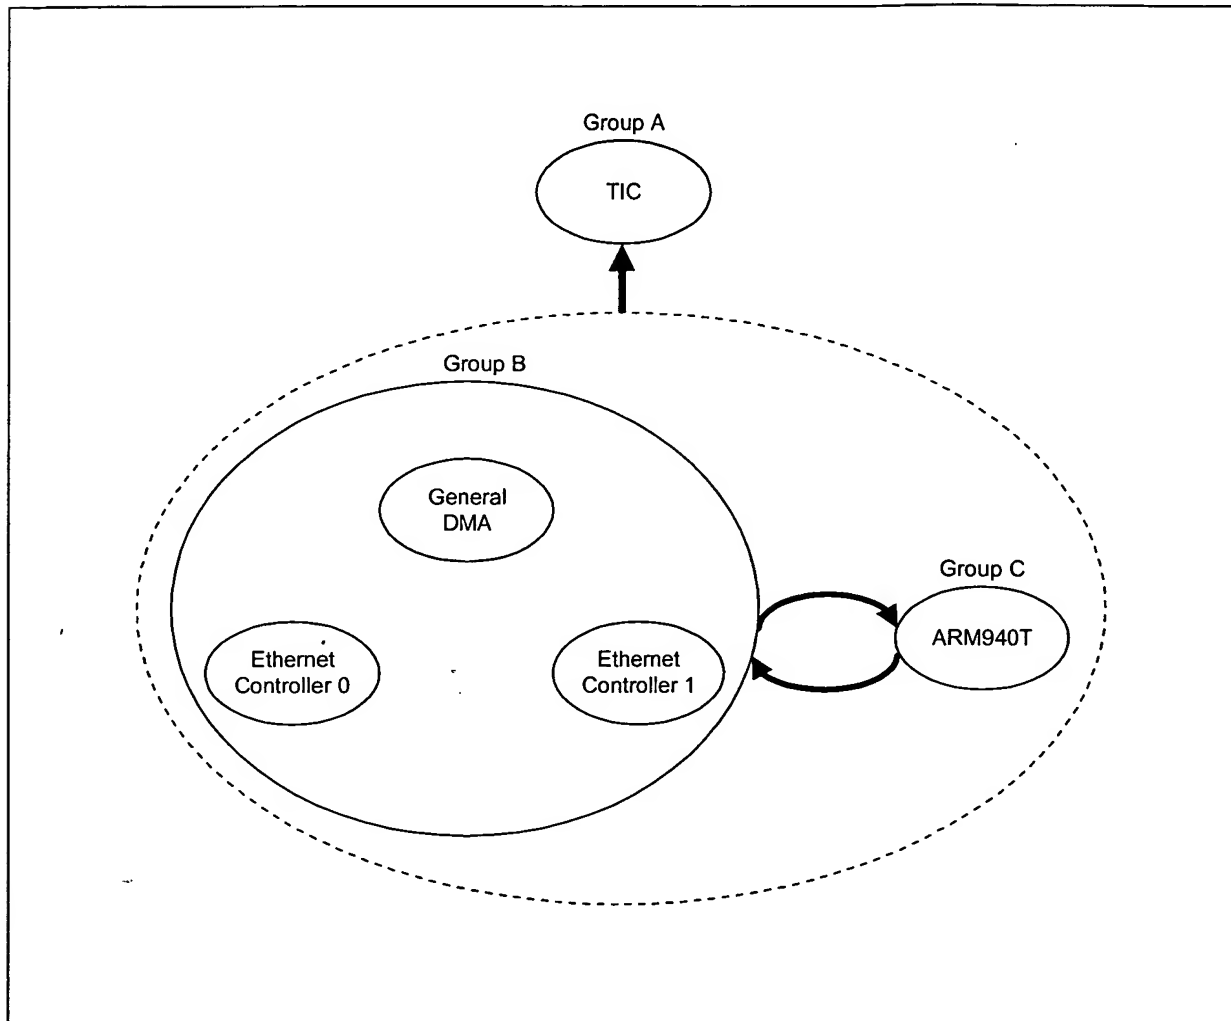 Group A
TIC
Group B
General
DMA
Group C
ARM940T
Ethernet
Controller 0
Ethernet
Controller 1